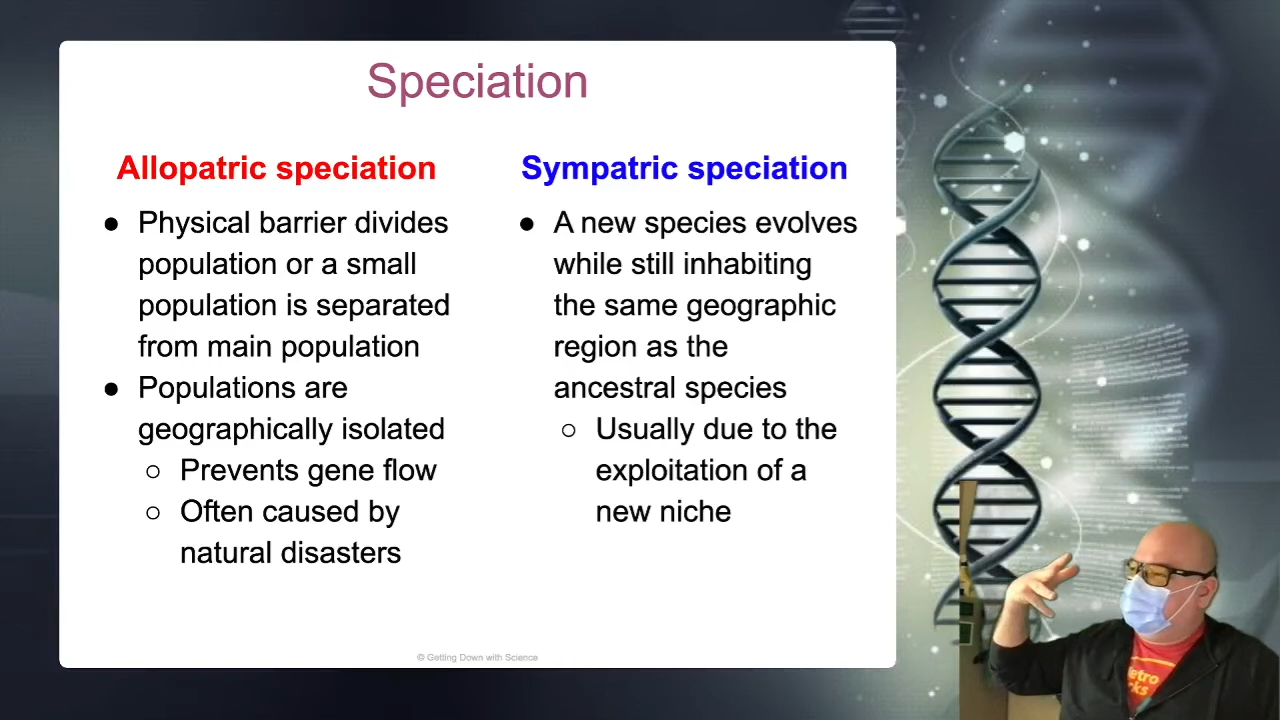 Speciation
Allopatric speciation
● Physical barrier divides
population or a small
population is separated
from main population
● Populations are
geographically isolated
○ Prevents gene flow
○ Often caused by
natural disasters
Sympatric speciation
● A new species evolves
while still inhabiting
the same geographic
region as the
ancestral species
○ Usually due to the
exploitation of a
new niche
© Getting Down with Science